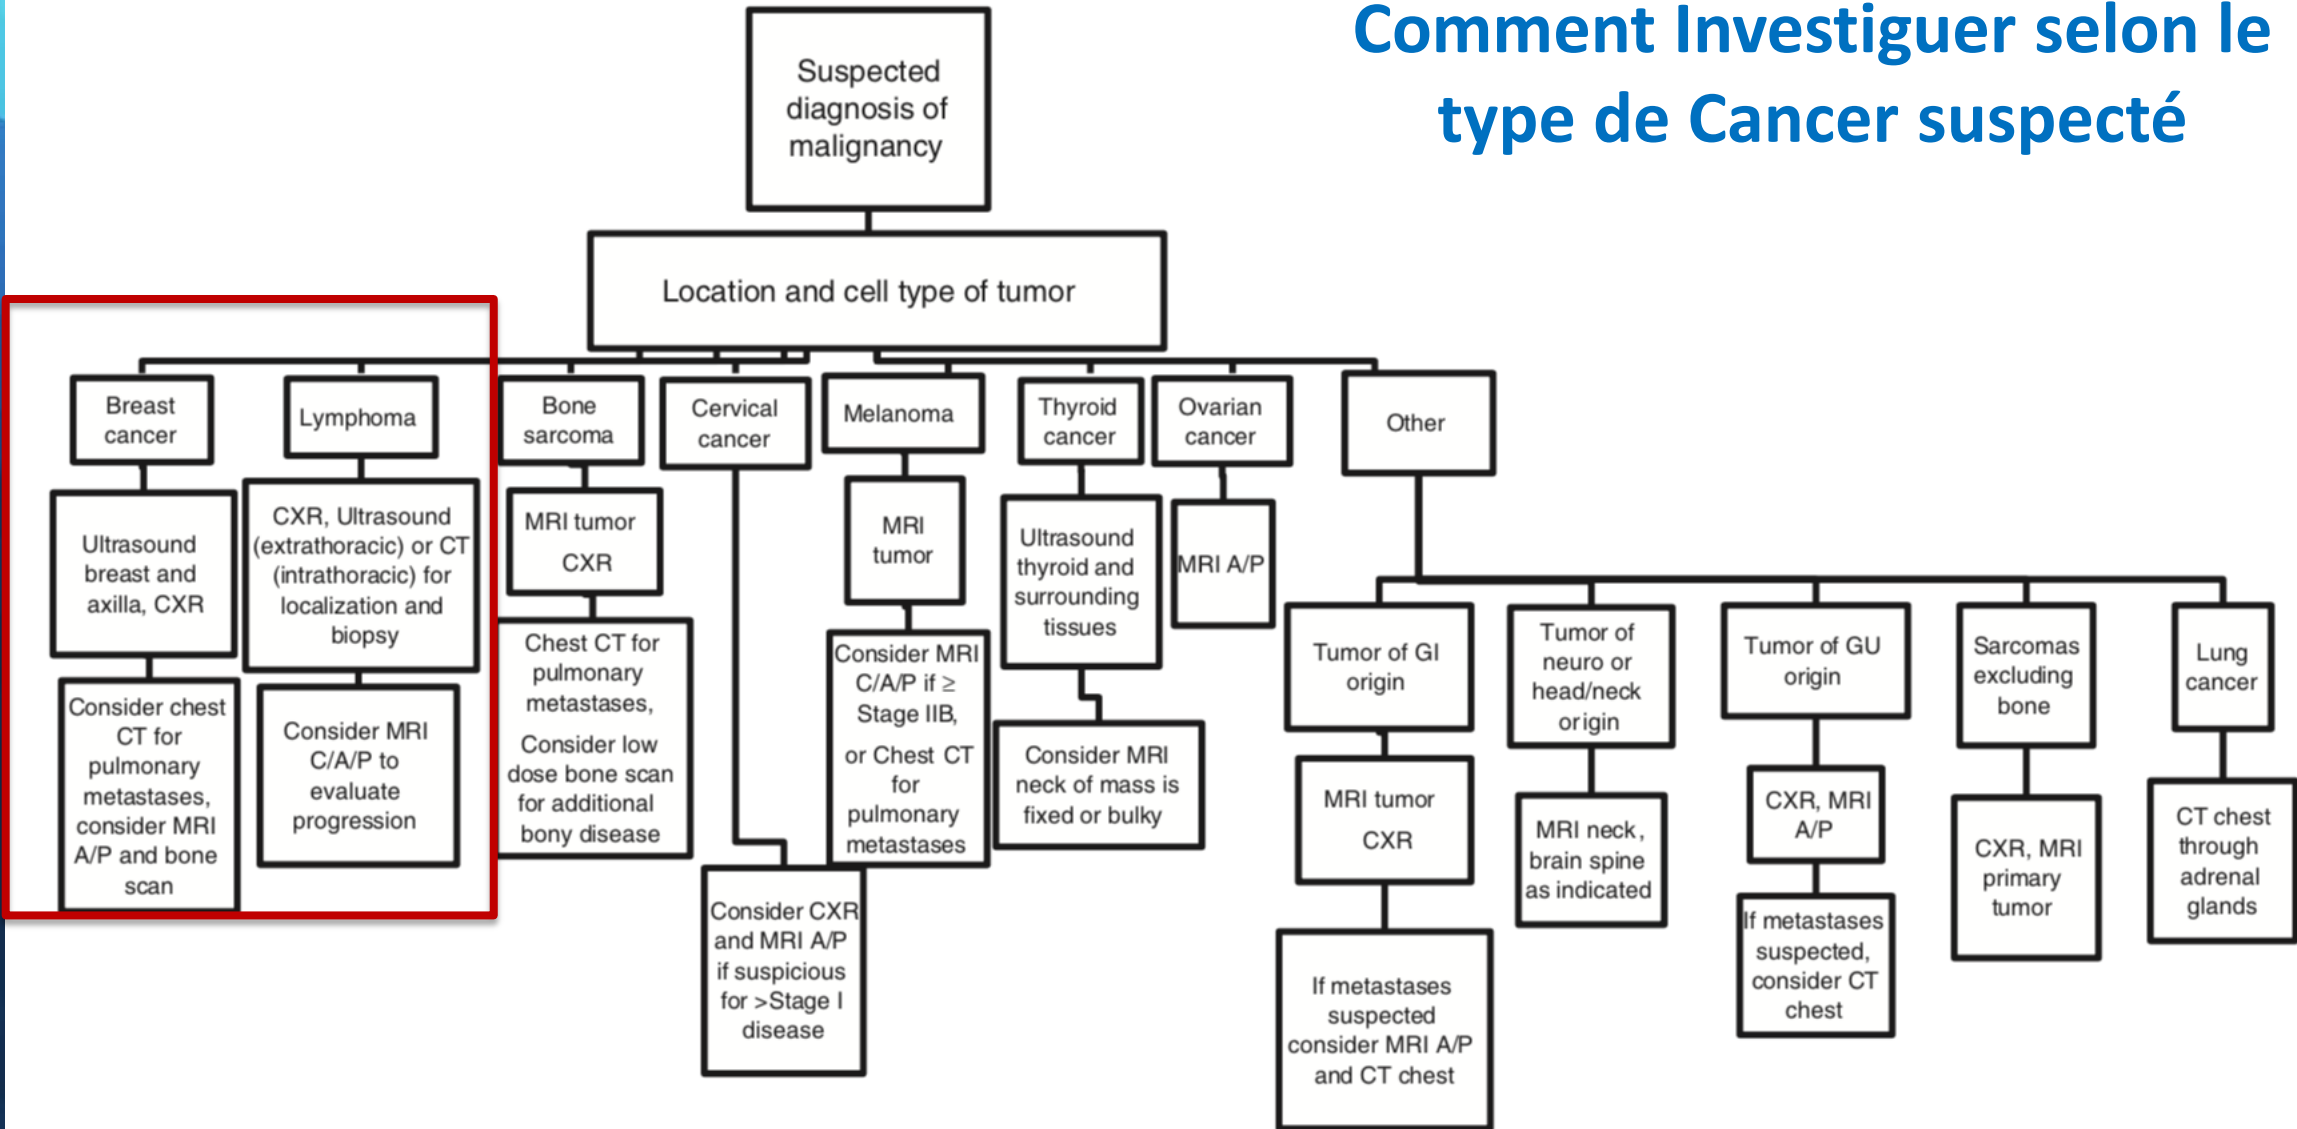 Comment Investiguer selon le
type de Cancer suspecté
Suspected
diagnosis of
malignancy
Location and cell type of tumor
Breast
cancer
Ultrasound
breast and
axilla, CXR
Consider chest
CT for
pulmonary
metastases,
consider MRI
A/P and bone
scan
Lymphoma
CXR, Ultrasound
(extrathoracic) or CT
(intrathoracic) for
localization and
biopsy
Consider MRI
C/A/P to
evaluate
progression
Bone
sarcoma
MRI tumor
CXR
Chest CT for
pulmonary
metastases,
Consider low
dose bone scan
for additional
bony disease
Cervical
cancer
Consider CXR
and MRI A/P
if suspicious
for >Stage I
disease
Melanoma
MRI
tumor
Consider MRI
C/A/P if ≥
Stage IIB,
or Chest CT
for
pulmonary
metastases
Thyroid
cancer
Ultrasound
thyroid and
surrounding
tissues
Consider MRI
neck of mass is
fixed or bulky
Ovarian
cancer
MRI A/P
Other
Tumor of GI
origin
MRI tumor
CXR
If metastases
suspected
consider MRI A/P
and CT chest
Tumor of
neuro or
head/neck
origin
MRI neck,
brain spine
as indicated
Tumor of GU
origin
CXR, MRI
A/P
If metastases
suspected,
consider CT
chest
Sarcomas
excluding
bone
CXR, MRI
primary
tumor
Lung
cancer
CT chest
through
adrenal
glands